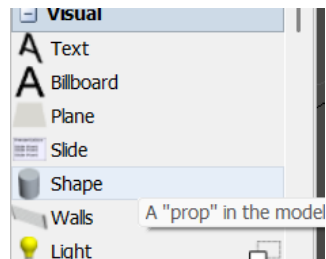 Visual
Text
Billboard
Plane
Slide
Shape
A "prop" in the model
Walls
Light